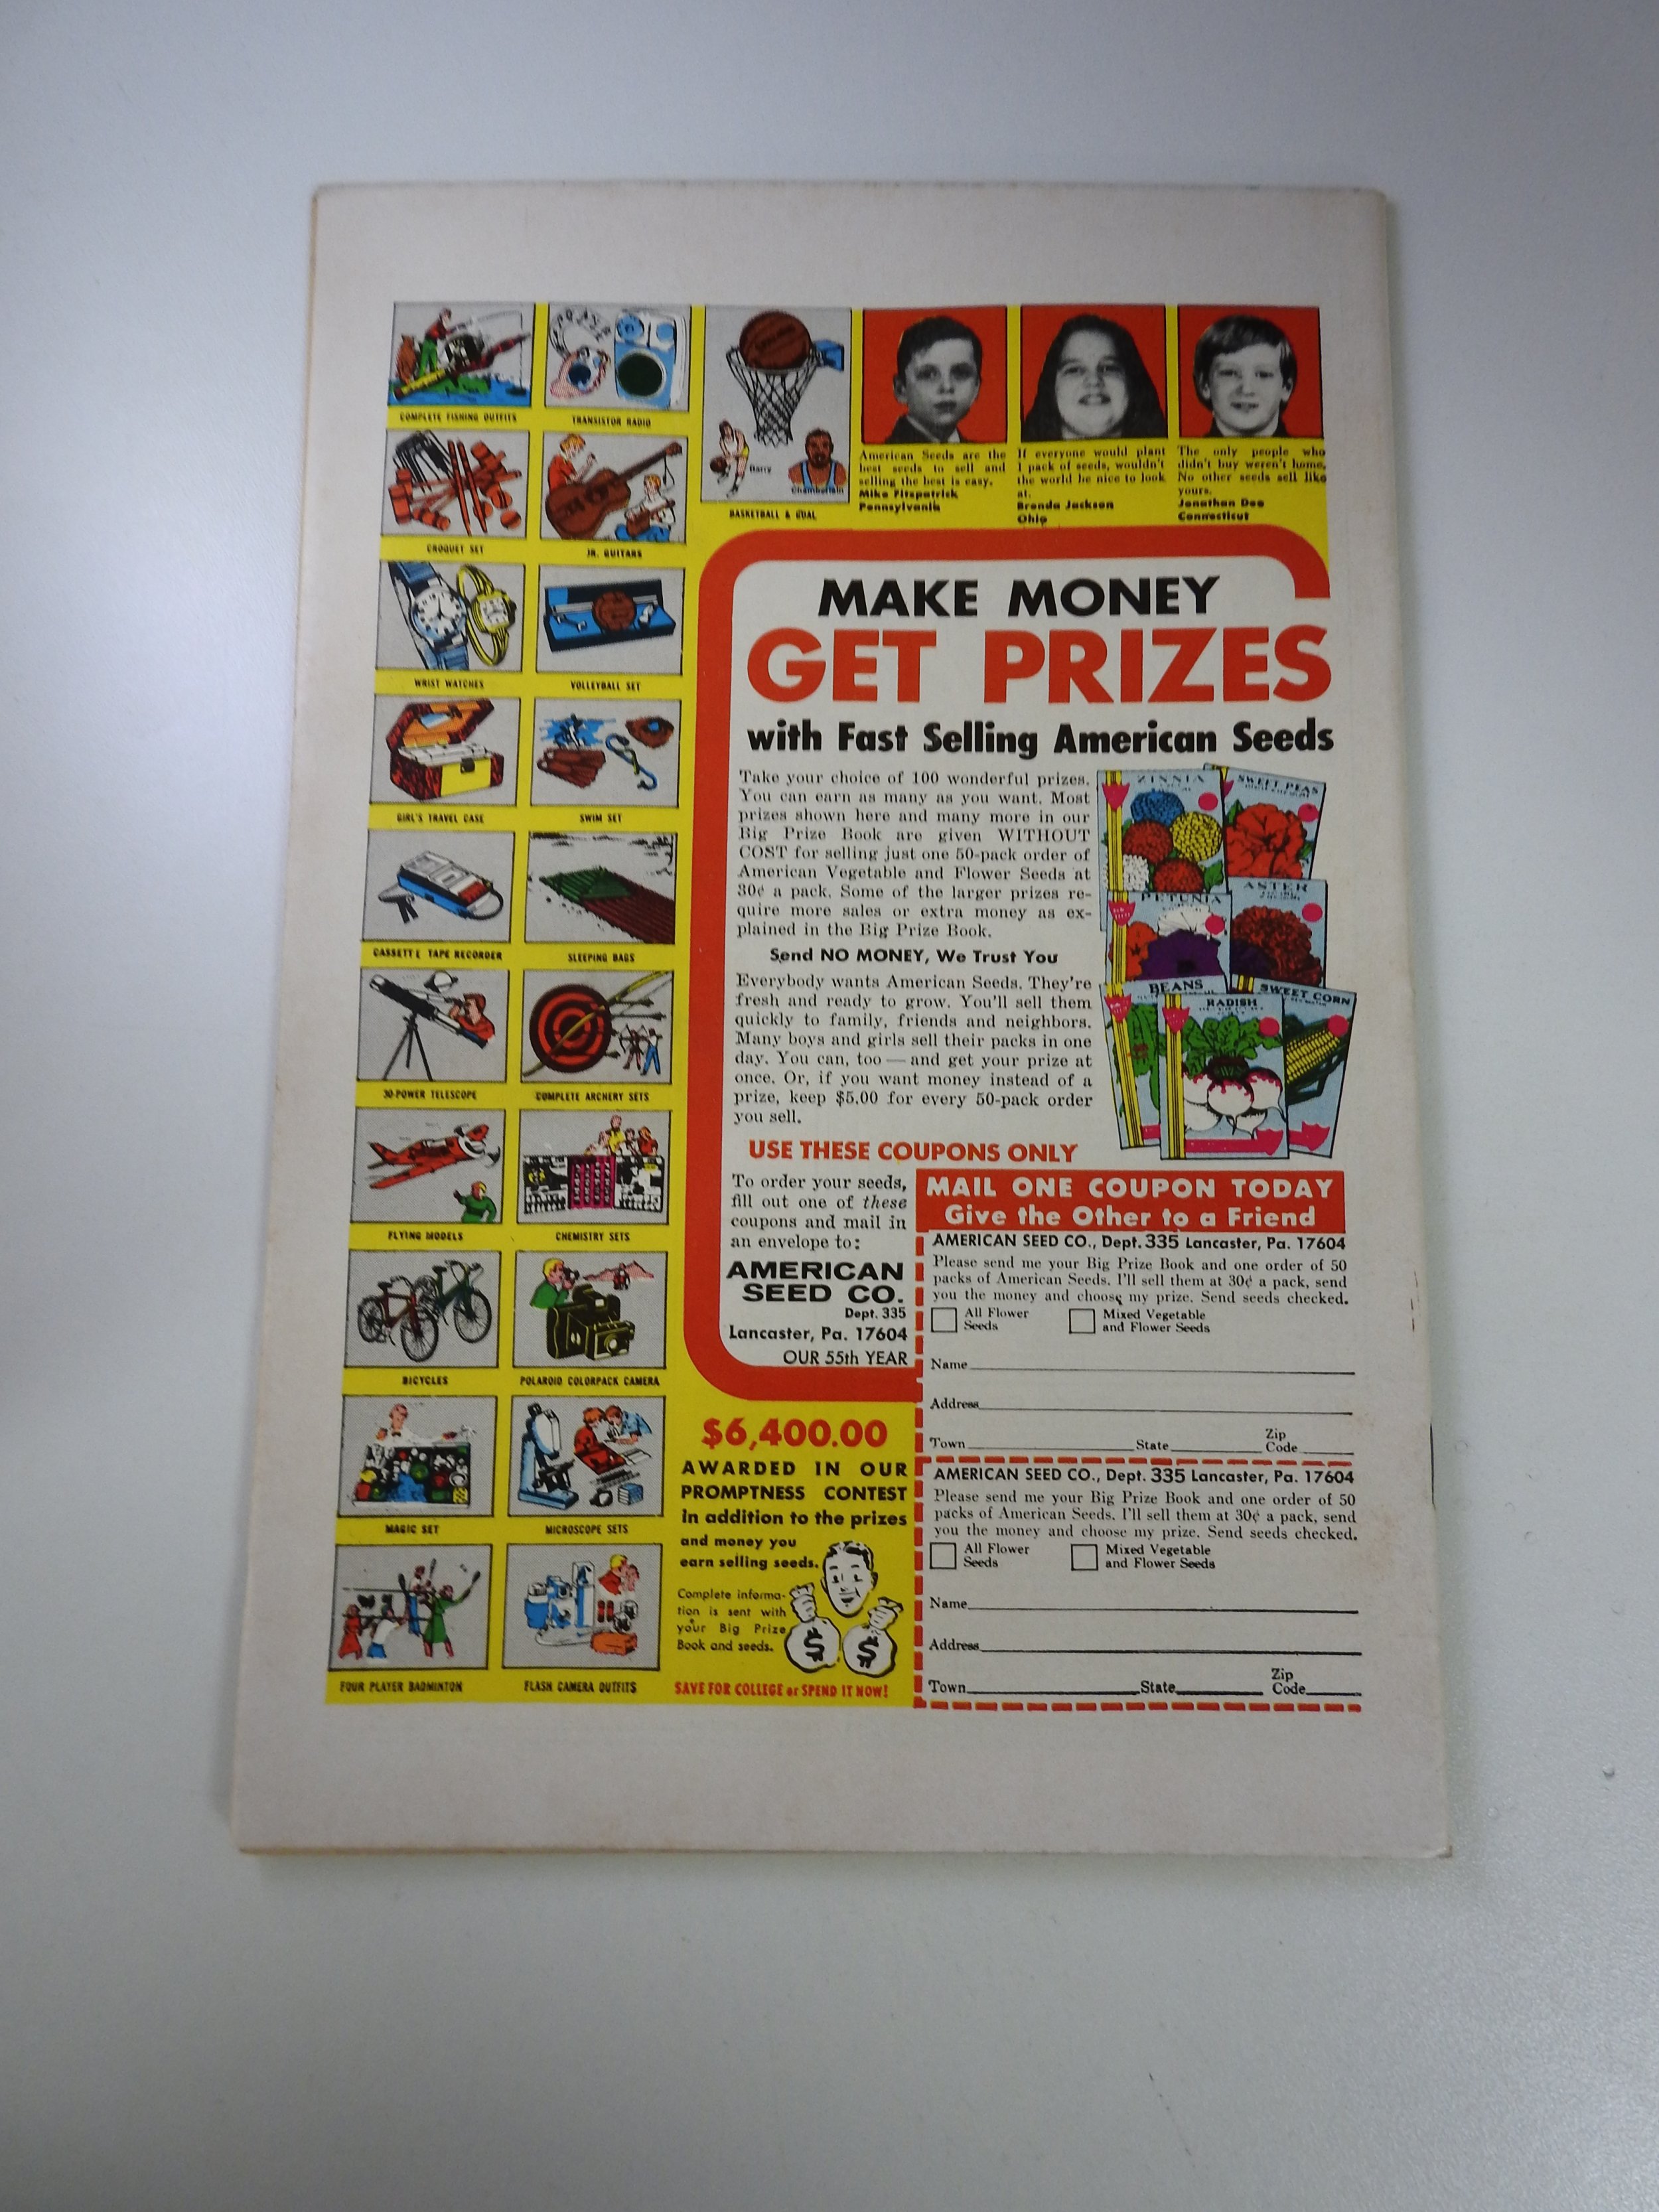 COMPLETE FISHING OUTFITS
TRANSISTOR RADIO
CROQUET SET
JR. GUITARS
WRIST WATCHES
VOLLEYBALL SET
GIRL'S TRAVEL CASE
SWIM SET
CASSETTE TAPE RECORDER
SLEEPING BAGS
30-POWER TELESCOPE
COMPLETE ARCHERY SETS
FLYING MODELS
CHEMISTRY SETS
BICYCLES
POLAROID COLORPACK CAMERA
MAGIC SET
MICROSCOPE SETS
FOUR PLAYER BADMINTON
FLASH CAMERA OUTFITS
Barry
Chamberlain
BASKETBALL & GOAL
American Seeds are the
best seeds to sell and
selling the best is easy.
Mike Fitzpatrick
Pennsylvania
If everyone would plant
1 pack of seeds, wouldn't
the world be nice to look
at.
Brenda Jackson
Ohio
The only people who
didn't buy weren't home,
No other seeds sell like
yours.
Jonathan Dee
Connecticut
MAKE MONEY
GET PRIZES
with Fast Selling American Seeds
Take your choice of 100 wonderful prizes.
You can earn as many as you want. Most
prizes shown here and many more in our
Big Prize Book are given WITHOUT
COST for selling just one 50-pack order of
American Vegetable and Flower Seeds at
30¢ a pack. Some of the larger prizes re-
quire more sales or extra money as ex-
plained in the Big Prize Book.
Send NO MONEY, We Trust You
Everybody wants American Seeds. They're
fresh and ready to grow. You'll sell them
quickly to family, friends and neighbors.
Many boys and girls sell their packs in one
day. You can, too — and get your prize at
once. Or, if you want money instead of a
prize, keep $5.00 for every 50-pack order
you sell.
ZINNIA
SWEET PEAS
PETUNIA
ASTER
BEANS
RADISH
SWEET CORN
USE THESE COUPONS ONLY
To order your seeds,
fill out one of these
coupons and mail in
an envelope to:
AMERICAN
SEED CO.
Dept. 335
Lancaster, Pa. 17604
OUR 55th YEAR
MAIL ONE COUPON TODAY
Give the Other to a Friend
AMERICAN SEED CO., Dept. 335 Lancaster, Pa. 17604
Please send me your Big Prize Book and one order of 50
packs of American Seeds. I'll sell them at 30¢ a pack, send
you the money and choose my prize. Send seeds checked.
All Flower
Seeds
Mixed Vegetable
and Flower Seeds
Name
Address
Town State Zip
Code
AMERICAN SEED CO., Dept. 335 Lancaster, Pa. 17604
Please send me your Big Prize Book and one order of 50
packs of American Seeds. I'll sell them at 30¢ a pack, send
you the money and choose my prize. Send seeds checked.
All Flower
Seeds
Mixed Vegetable
and Flower Seeds
Name
Address
Town State Zip
Code
$6,400.00
AWARDED IN OUR
PROMPTNESS CONTEST
in addition to the prizes
and money you
earn selling seeds.
Complete informa-
tion is sent with
your Big Prize
Book and seeds.
$ $
SAVE FOR COLLEGE or SPEND IT NOW!